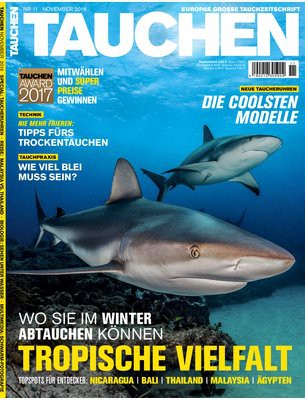 TAUCHEN
NR.11 · NOVEMBER 2016
EUROPAS GROSSE TAUCHZEITSCHRIFT
TAUCHEN
TAUCHEN
AWARD
2017
MITWÄHLEN
UND SUPER
PREISE
GEWINNEN
NEUE TAUCHERUHREN
DIE COOLSTEN
MODELLE
TECHNIK
NIE MEHR FRIEREN:
TIPPS FÜRS
TROCKENTAUCHEN
TAUCHPRAXIS
WIE VIEL BLEI
MUSS SEIN?
WO SIE IM WINTER
ABTAUCHEN KÖNNEN
TROPISCHE VIELFALT
TOPSPOTS FÜR ENTDECKER: NICARAGUA | BALI | THAILAND | MALAYSIA | ÄGYPTEN